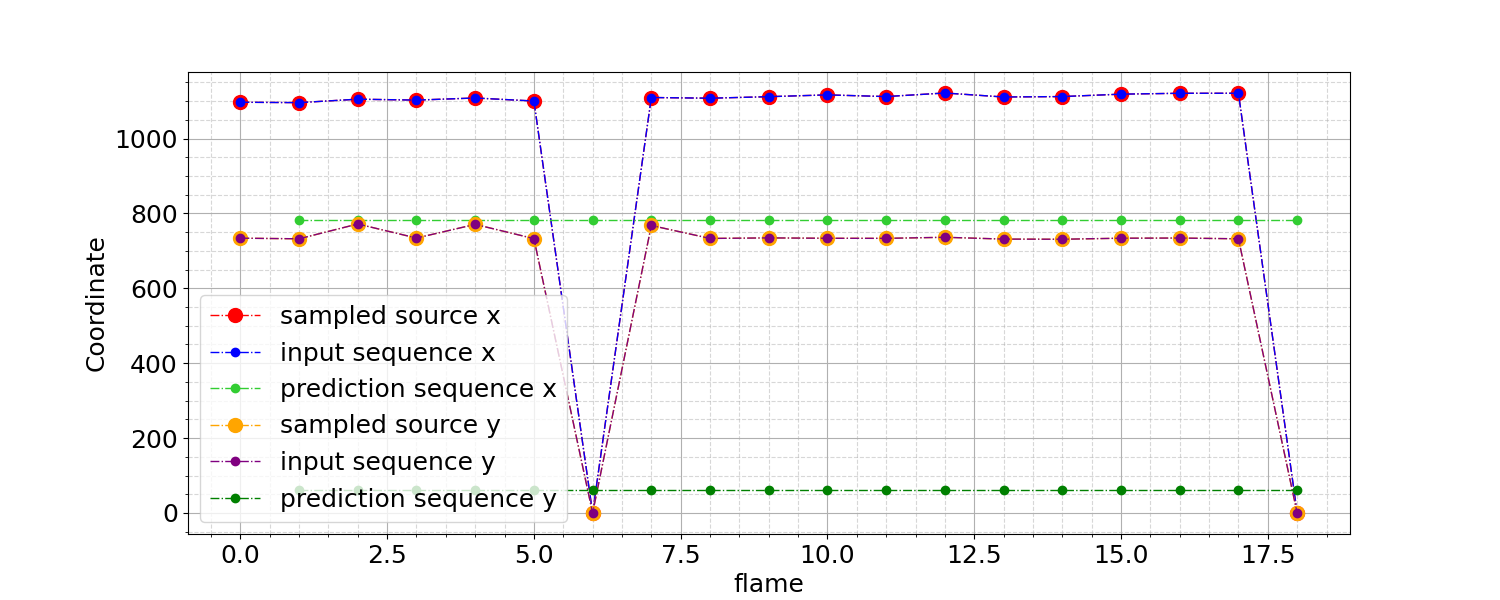 1000
800
600
400
200
0
Coordinate
sampled source x
input sequence x
prediction sequence x
sampled source y
input sequence y
prediction sequence y
0.0 2.5 5.0 7.5 10.0 12.5 15.0 17.5
flame